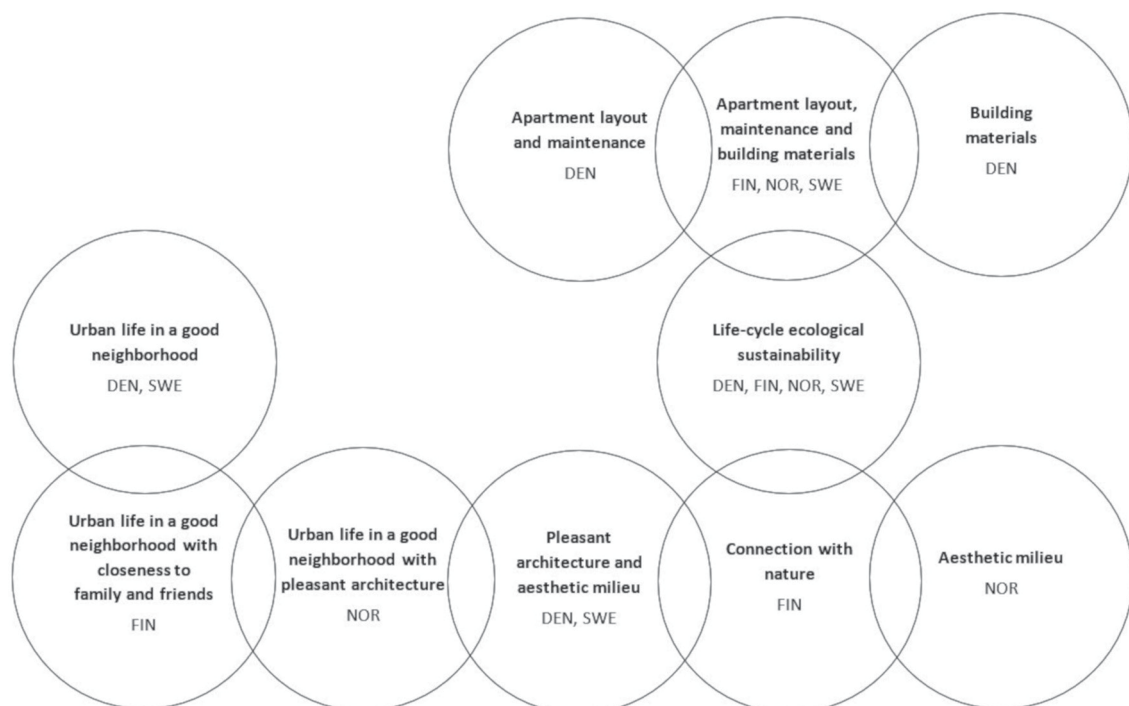 Apartment layout
and maintenance
DEN
Apartment layout,
maintenance and
building materials
FIN, NOR, SWE
Building
materials
DEN
Urban life in a good
neighborhood
DEN, SWE
Life-cycle ecological
sustainability
DEN, FIN, NOR, SWE
Urban life in a good
neighborhood with
closeness to
family and friends
FIN
Urban life in a good
neighborhood with
pleasant architecture
NOR
Pleasant
architecture and
aesthetic milieu
DEN, SWE
Connection with
nature
FIN
Aesthetic milieu
NOR